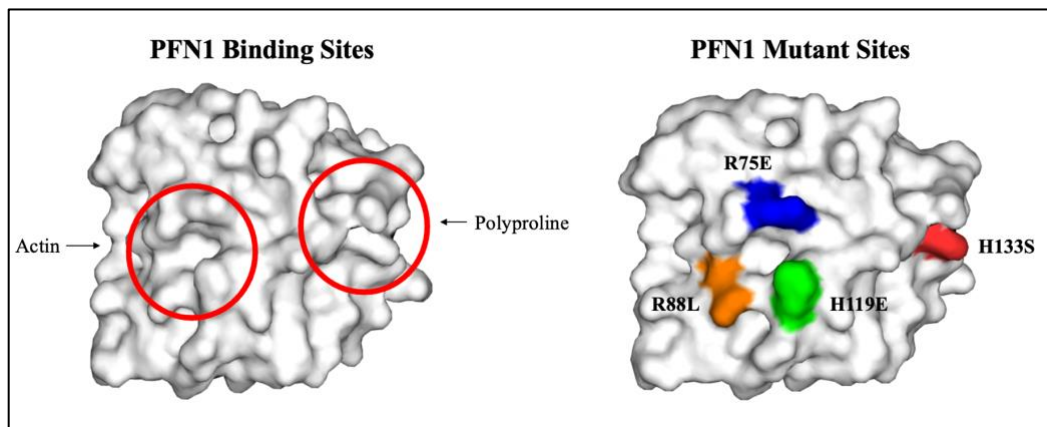 PFN1 Binding Sites
PFN1 Mutant Sites
Actin
Polyproline
R75E
H133S
R88L
H119E